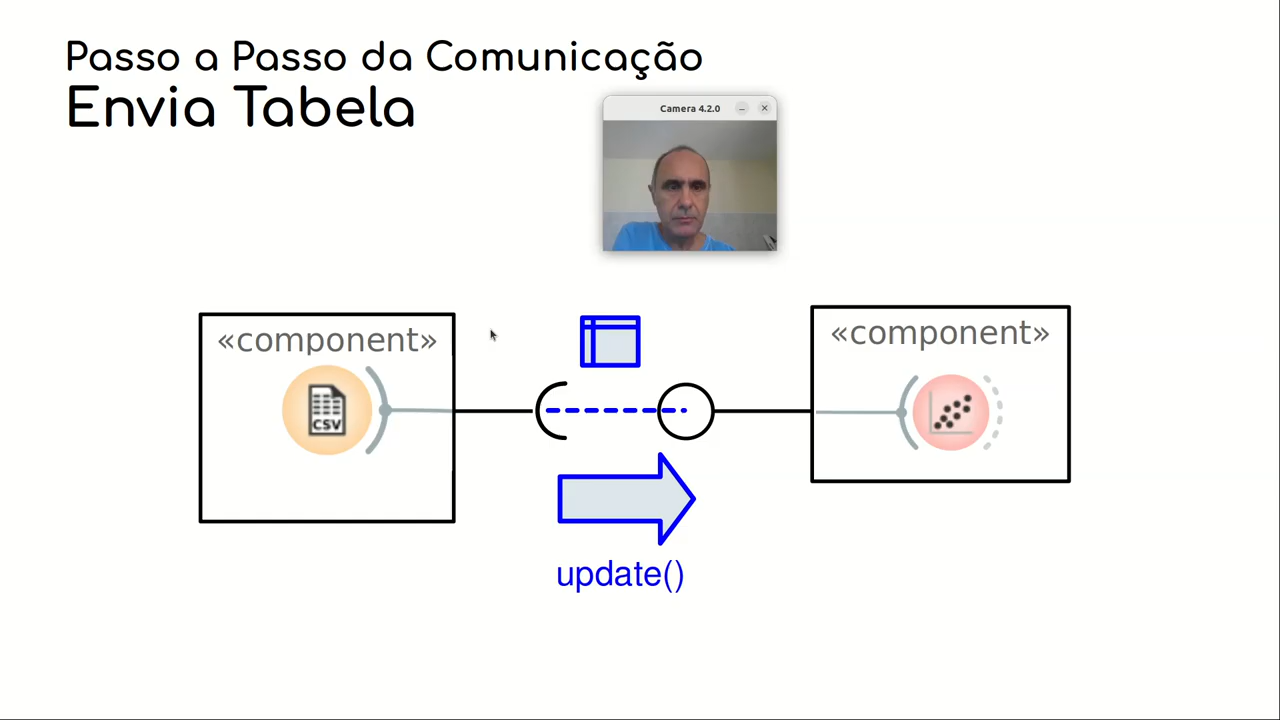 Passo a Passo da Comunicação
Envia Tabela
Camera 4.2.0
«component»
«component»
CSV
update()